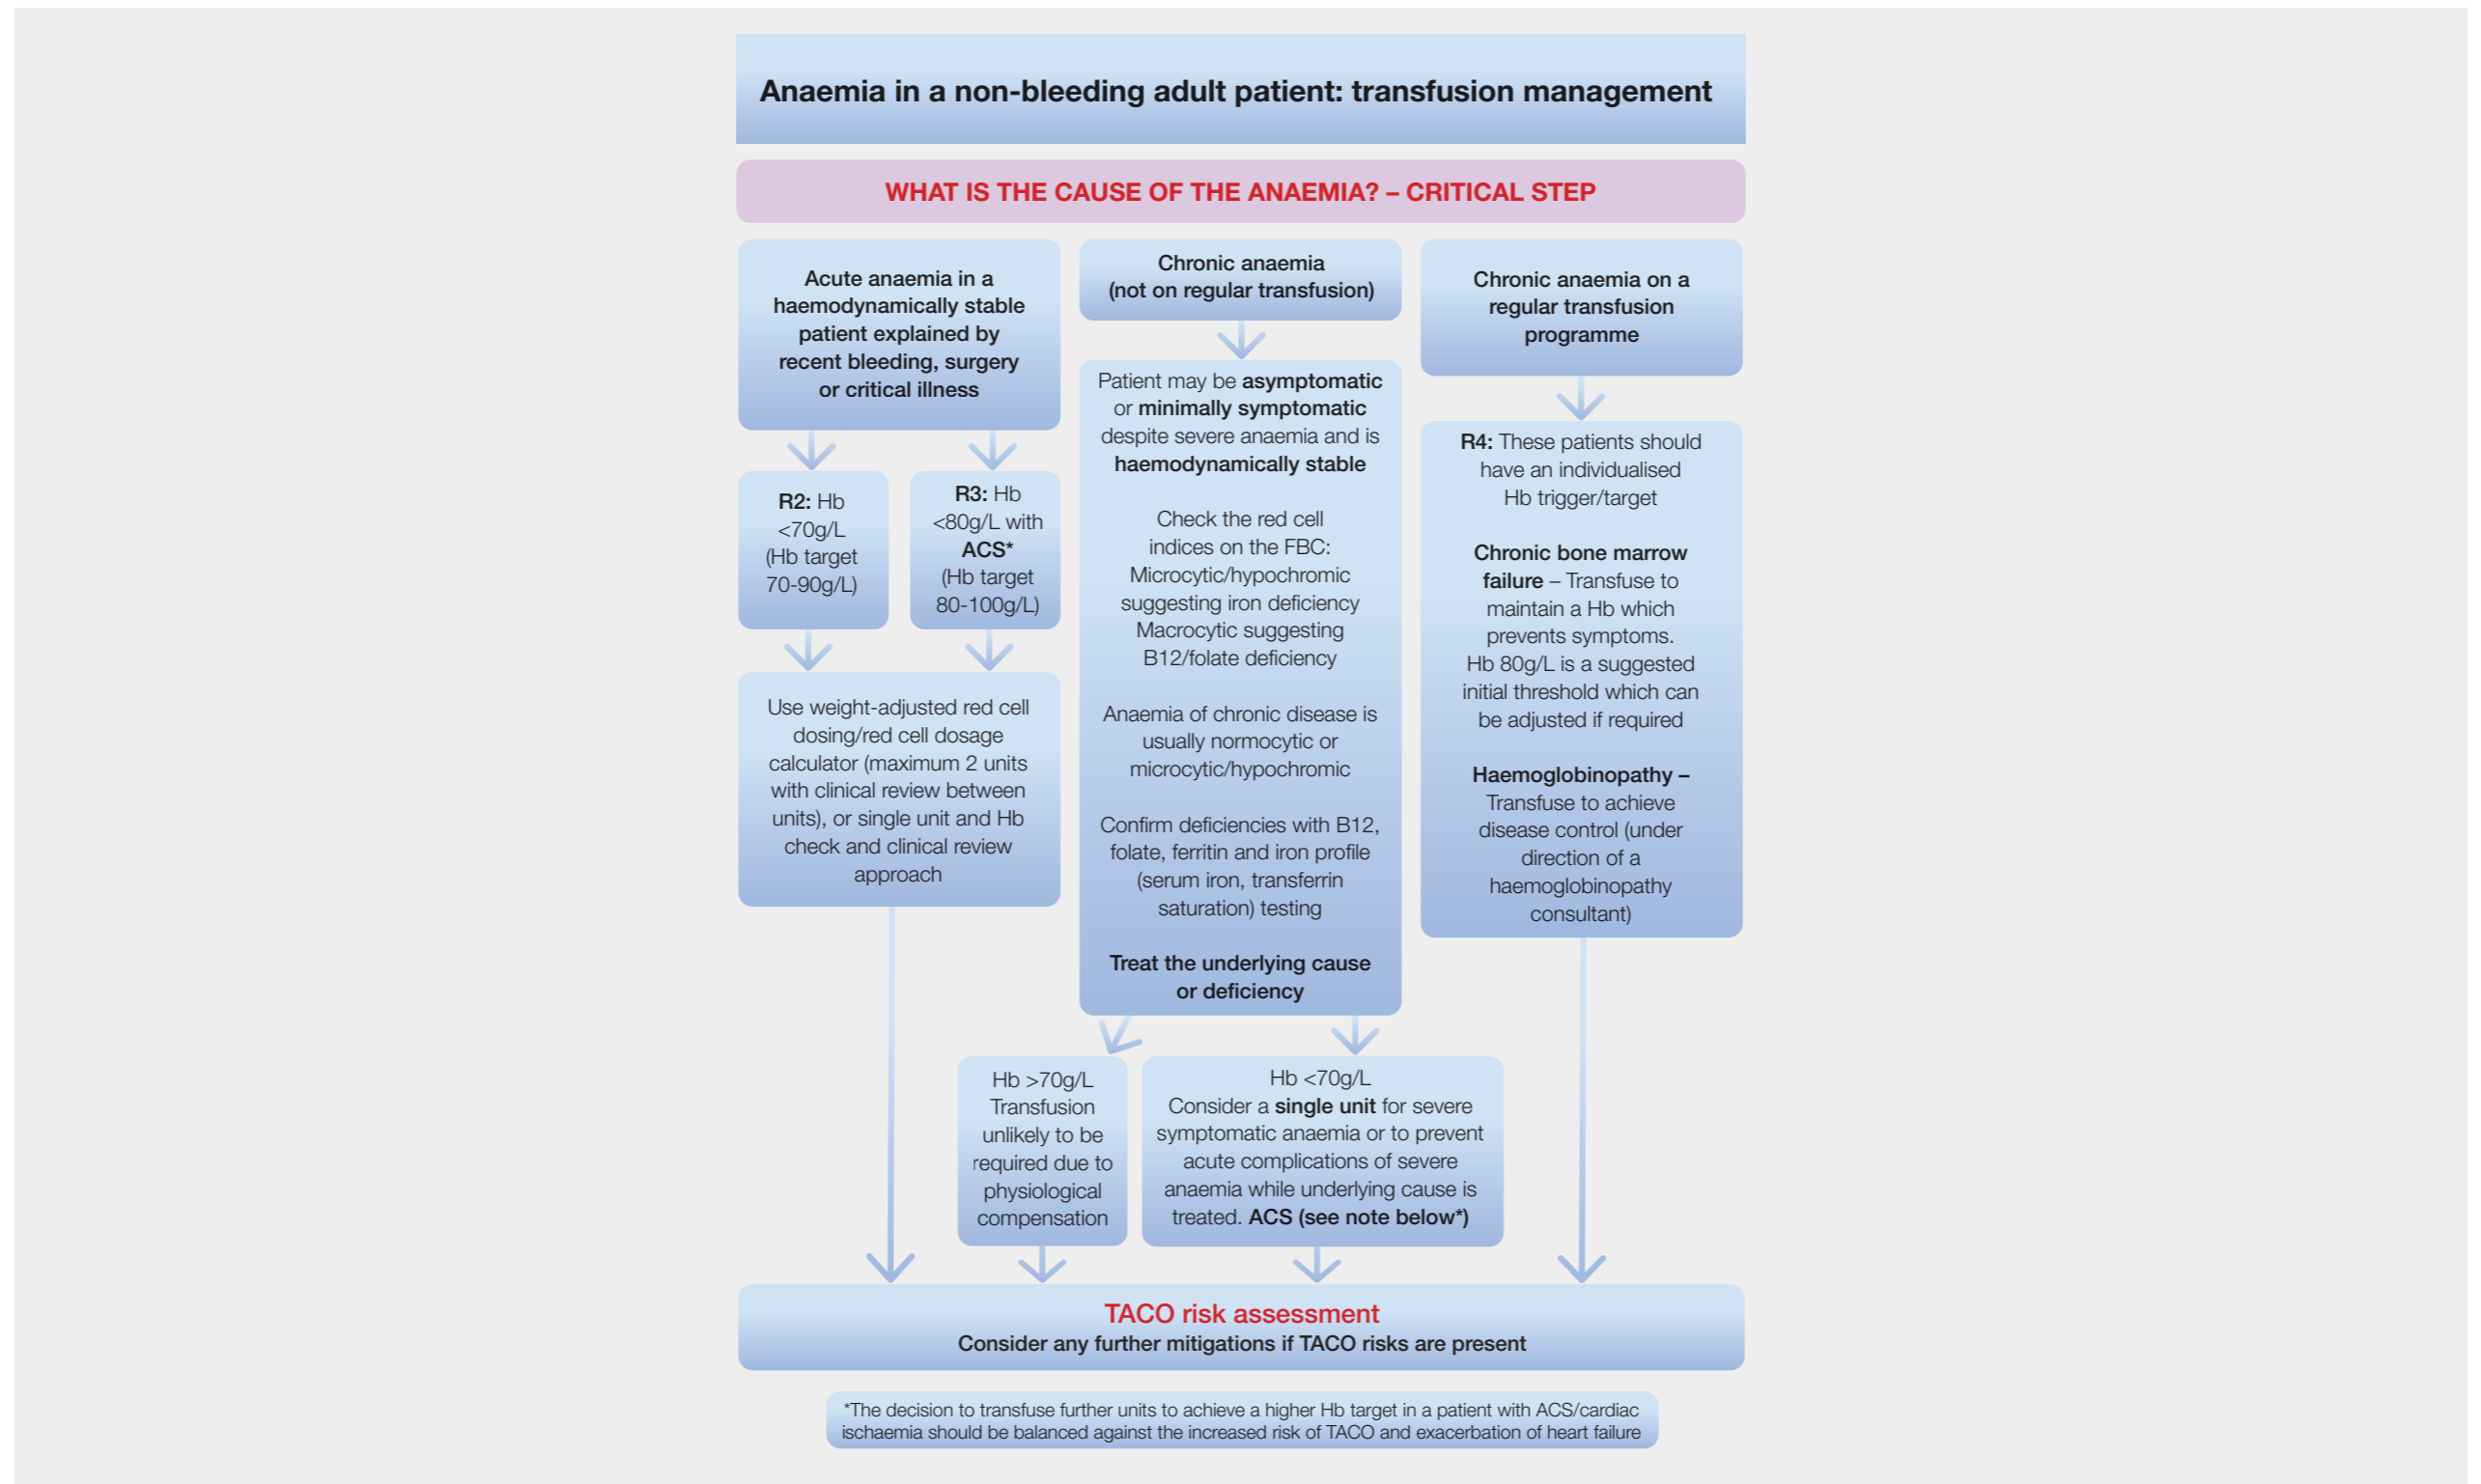 Anaemia in a non-bleeding adult patient: transfusion management
WHAT IS THE CAUSE OF THE ANAEMIA? – CRITICAL STEP
Acute anaemia in a
haemodynamically stable
patient explained by
recent bleeding, surgery
or critical illness
R2: Hb
<70g/L
(Hb target
70-90g/L)
R3: Hb
<80g/L with
ACS*
(Hb target
80-100g/L)
Use weight-adjusted red cell
dosing/red cell dosage
calculator (maximum 2 units
with clinical review between
units), or single unit and Hb
check and clinical review
approach
Chronic anaemia
(not on regular transfusion)
Patient may be asymptomatic
or minimally symptomatic
despite severe anaemia and is
haemodynamically stable
Check the red cell
indices on the FBC:
Microcytic/hypochromic
suggesting iron deficiency
Macrocytic suggesting
B12/folate deficiency
Anaemia of chronic disease is
usually normocytic or
microcytic/hypochromic
Confirm deficiencies with B12,
folate, ferritin and iron profile
(serum iron, transferrin
saturation) testing
Treat the underlying cause
or deficiency
Hb >70g/L
Transfusion
unlikely to be
required due to
physiological
compensation
Hb <70g/L
Consider a single unit for severe
symptomatic anaemia or to prevent
acute complications of severe
anaemia while underlying cause is
treated. ACS (see note below*)
Chronic anaemia on a
regular transfusion
programme
R4: These patients should
have an individualised
Hb trigger/target
Chronic bone marrow
failure – Transfuse to
maintain a Hb which
prevents symptoms.
Hb 80g/L is a suggested
initial threshold which can
be adjusted if required
Haemoglobinopathy –
Transfuse to achieve
disease control (under
direction of a
haemoglobinopathy
consultant)
TACO risk assessment
Consider any further mitigations if TACO risks are present
*The decision to transfuse further units to achieve a higher Hb target in a patient with ACS/cardiac
ischaemia should be balanced against the increased risk of TACO and exacerbation of heart failure